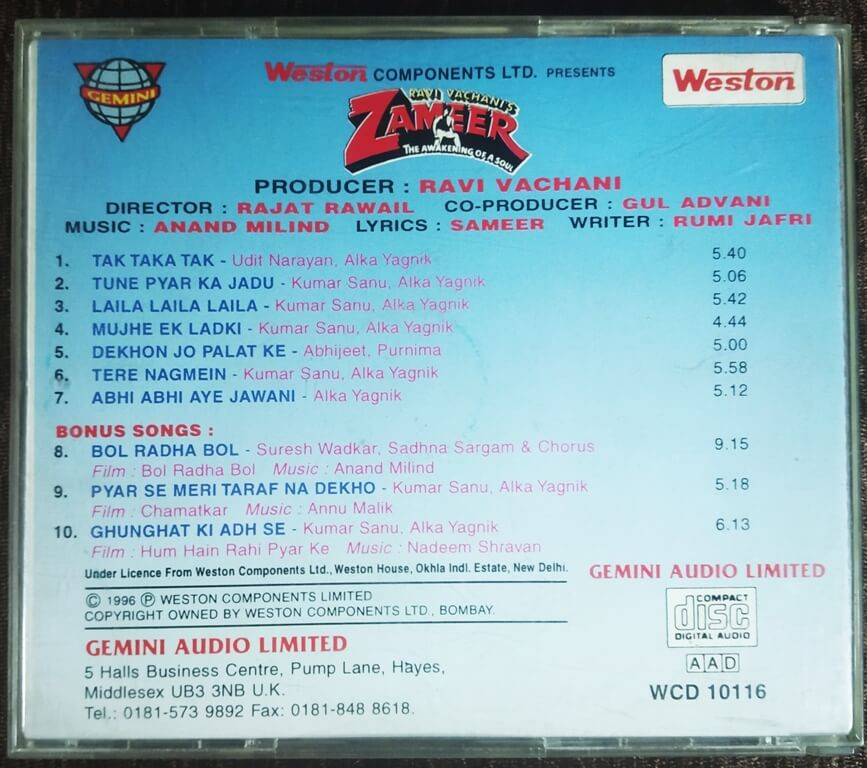 GEMINI
Weston COMPONENTS LTD. PRESENTS
Weston
RAVI VACHANI'S
ZAMEER
THE AWAKENING OF A SOUL
PRODUCER : RAVI VACHANI
DIRECTOR : RAJAT RAWAIL CO-PRODUCER : GUL ADVANI
MUSIC : ANAND MILIND LYRICS : SAMEER WRITER : RUMI JAFRI
1. TAK TAKA TAK - Udit Narayan, Alka Yagnik 5.40
2. TUNE PYAR KA JADU - Kumar Sanu, Alka Yagnik 5.06
3. LAILA LAILA LAILA - Kumar Sanu, Alka Yagnik 5.42
4. MUJHE EK LADKI - Kumar Sanu, Alka Yagnik 4.44
5. DEKHON JO PALAT KE - Abhijeet, Purnima 5.00
6. TERE NAGMEIN - Kumar Sanu, Alka Yagnik 5.58
7. ABHI ABHI AYE JAWANI - Alka Yagnik 5.12
BONUS SONGS :
8. BOL RADHA BOL - Suresh Wadkar, Sadhna Sargam & Chorus 9.15
Film : Bol Radha Bol Music : Anand Milind
9. PYAR SE MERI TARAF NA DEKHO - Kumar Sanu, Alka Yagnik 5.18
Film : Chamatkar Music : Annu Malik
10. GHUNGHAT KI ADH SE - Kumar Sanu, Alka Yagnik 6.13
Film : Hum Hain Rahi Pyar Ke Music : Nadeem Shravan
Under Licence From Weston Components Ltd., Weston House, Okhla Indl. Estate, New Delhi.
GEMINI AUDIO LIMITED
© 1996 Ⓟ WESTON COMPONENTS LIMITED
COPYRIGHT OWNED BY WESTON COMPONENTS LTD., BOMBAY.
COMPACT
disc
DIGITAL AUDIO
AAD
WCD 10116
GEMINI AUDIO LIMITED
5 Halls Business Centre, Pump Lane, Hayes,
Middlesex UB3 3NB U.K.
Tel.: 0181-573 9892 Fax: 0181-848 8618.